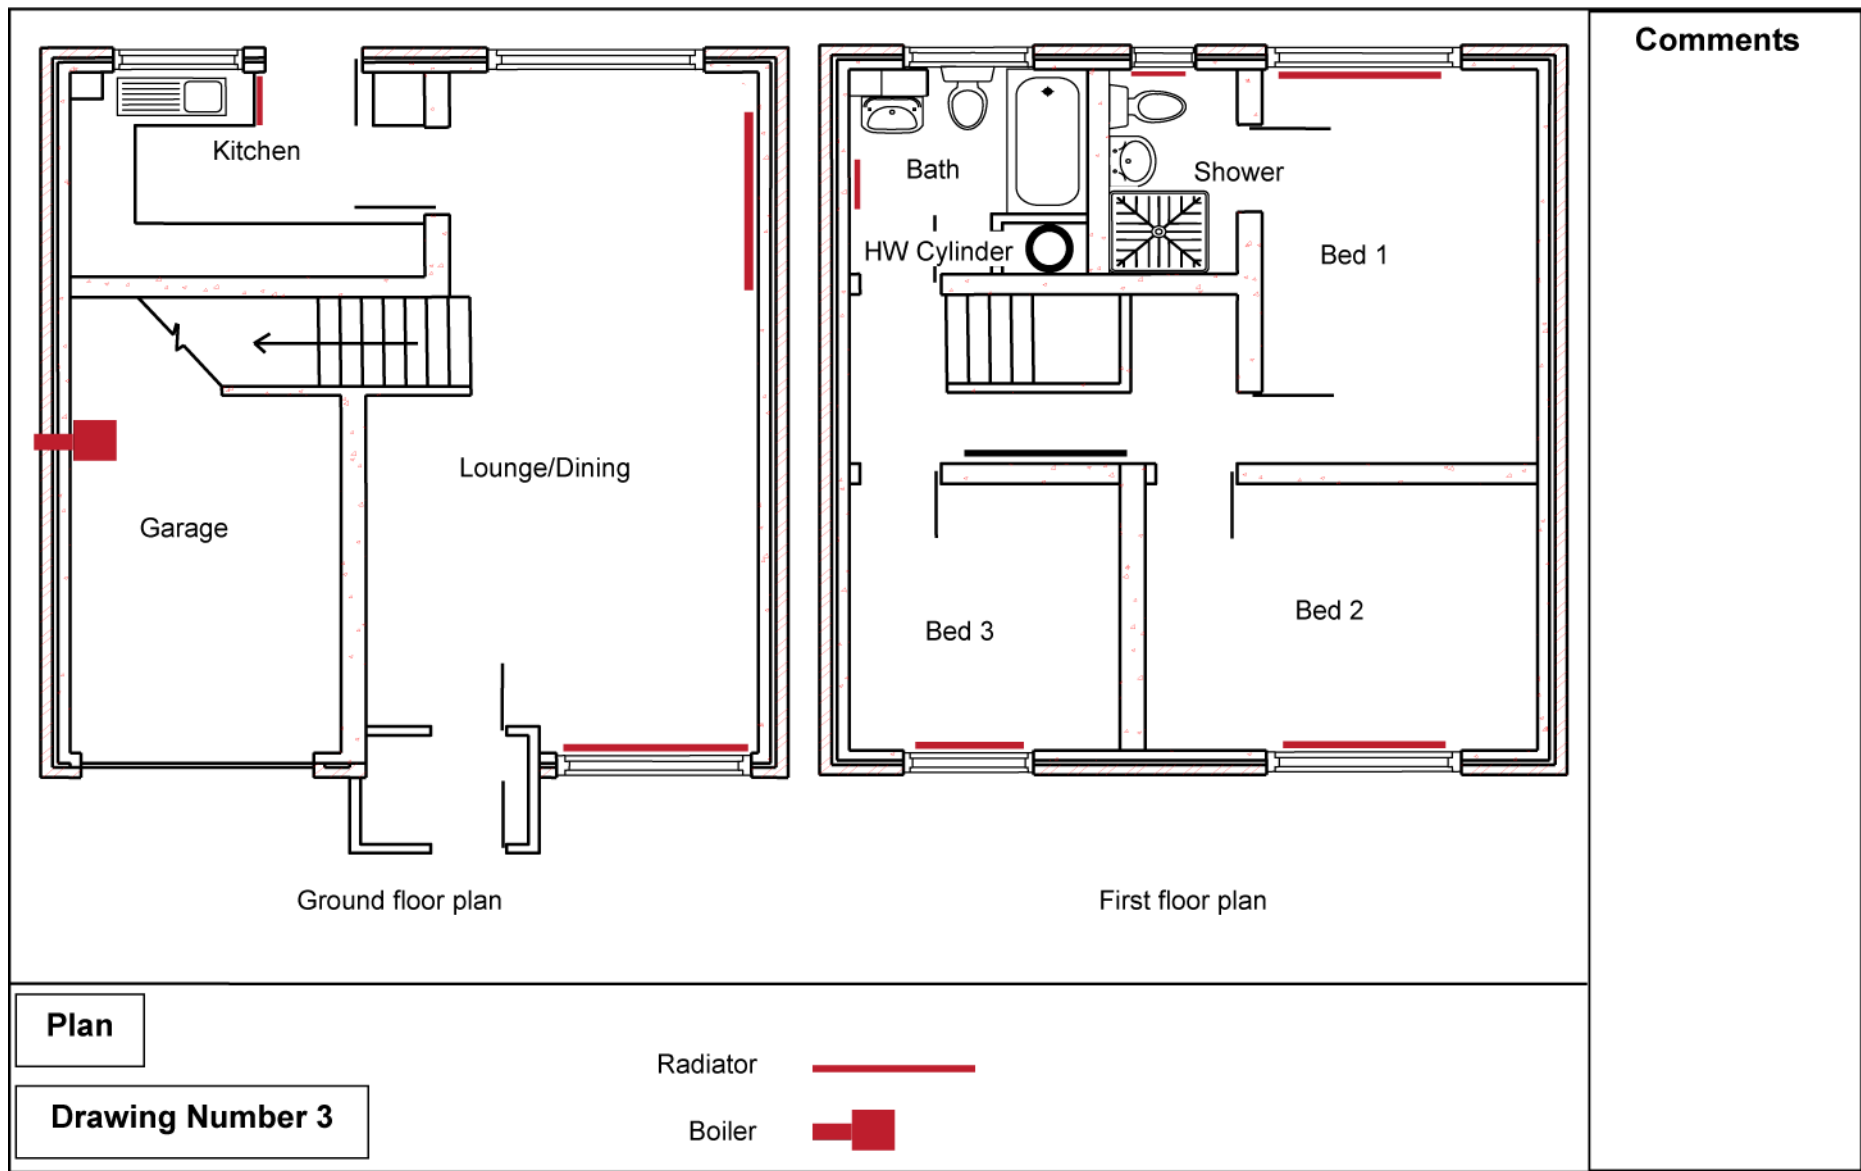 Comments
Kitchen
Bath
Shower
HW Cylinder
Bed 1
Lounge/Dining
Garage
Bed 3
Bed 2
Ground floor plan
First floor plan
Plan
Radiator
Drawing Number 3
Boiler